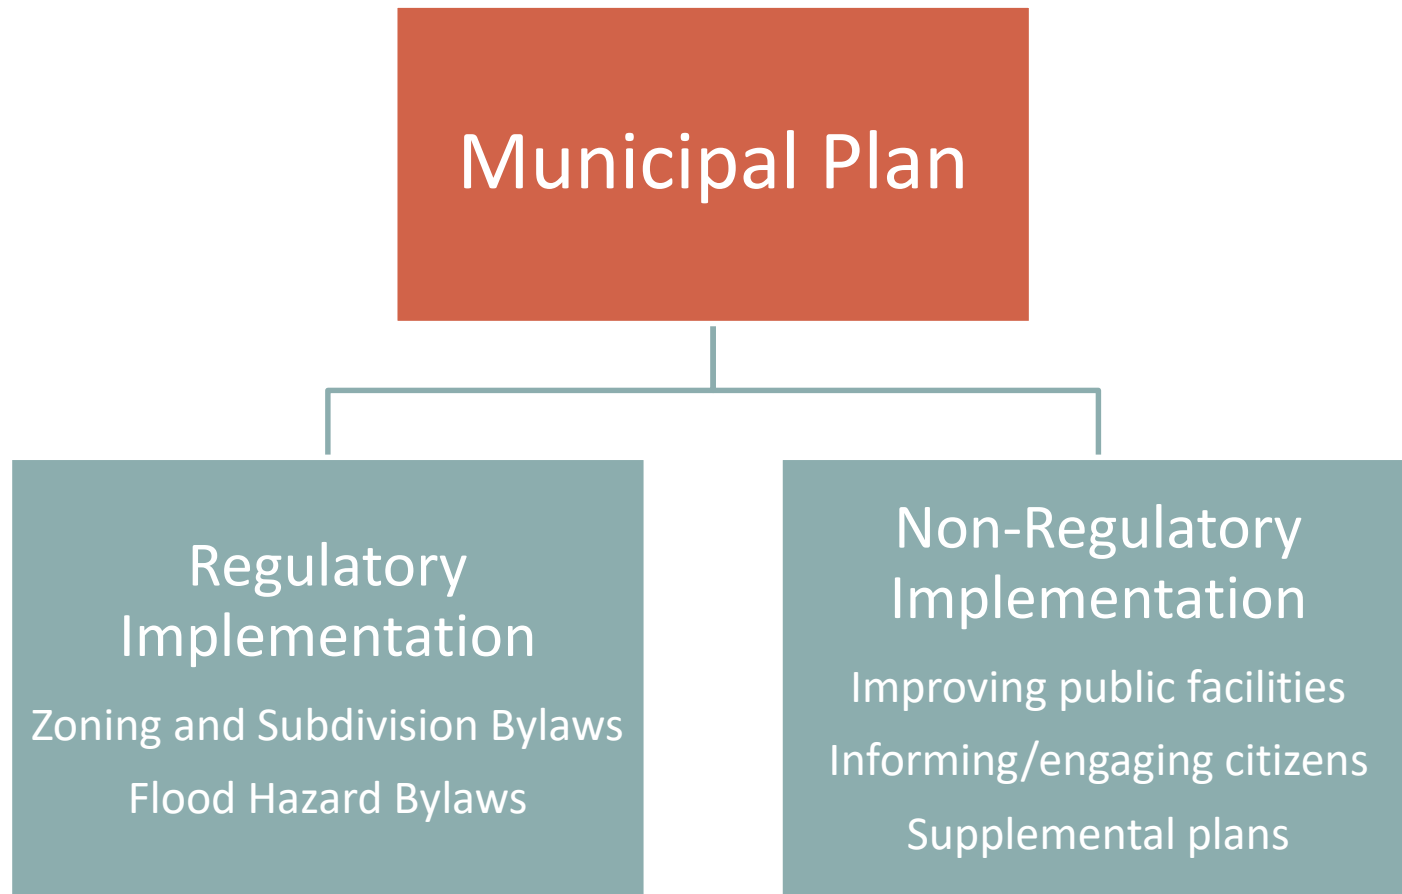 Municipal Plan
Regulatory
Implementation
Zoning and Subdivision Bylaws
Flood Hazard Bylaws
Non-Regulatory
Implementation
Improving public facilities
Informing/engaging citizens
Supplemental plans